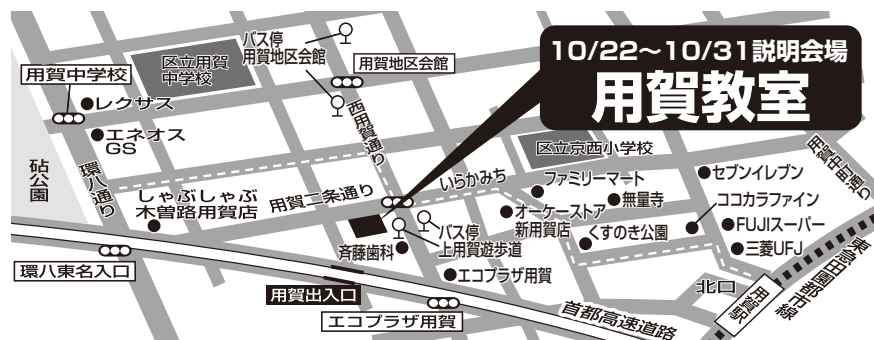 10/22〜10/31説明会場
用賀教室
バス停
用賀地区会館
区立用賀
中学校
用賀中学校
レクサス
エネオス
GS
砧公園
環八通り
用賀地区会館
西用賀通り
区立京西小学校
用賀中町通り
しゃぶしゃぶ
木曽路用賀店
用賀二条通り
いらかみち
ファミリーマート
無量寺
オーケーストア
新用賀店
くすのき公園
セブンイレブン
ココカラファイン
FUJIスーパー
三菱UFJ
斉藤歯科
バス停
上用賀遊歩道
エコプラザ用賀
環八東名入口
用賀出入口
エコプラザ用賀
首都高速道路
北口
用賀駅
東急田園都市線